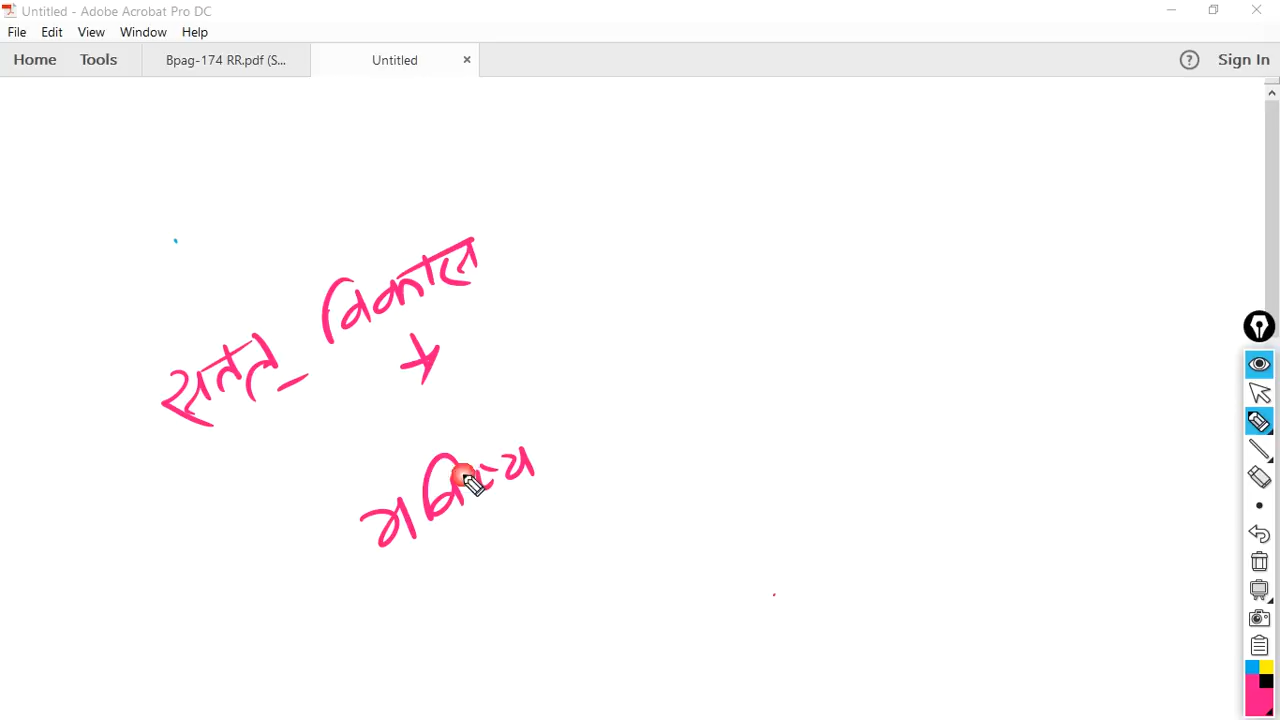 Untitled - Adobe Acrobat Pro DC
File Edit View Window Help
Home Tools Bpag-174 RR.pdf (S... Untitled × ? Sign In
सतत विकास